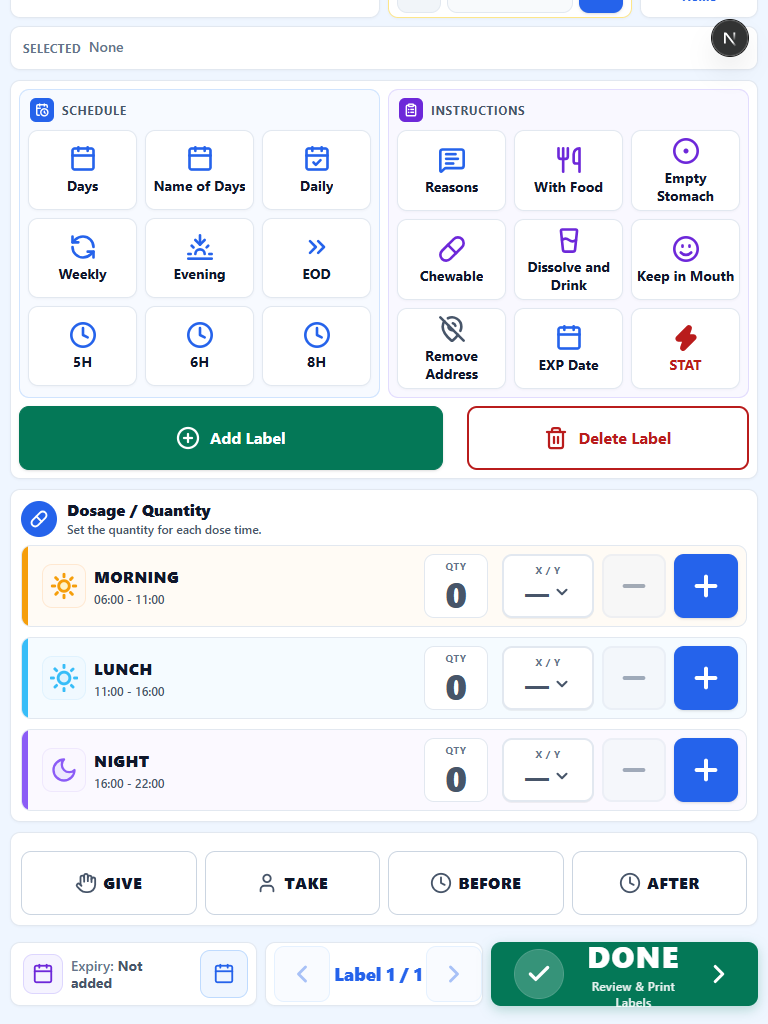 SELECTED None
N
SCHEDULE
Days
Name of Days
Daily
Weekly
Evening
EOD
5H
6H
8H
INSTRUCTIONS
Reasons
With Food
Empty
Stomach
Chewable
Dissolve and
Drink
Keep in Mouth
Remove
Address
EXP Date
STAT
Add Label
Delete Label
Dosage / Quantity
Set the quantity for each dose time.
MORNING
06:00 - 11:00
QTY
0
X / Y
—
LUNCH
11:00 - 16:00
QTY
0
X / Y
—
NIGHT
16:00 - 22:00
QTY
0
X / Y
—
GIVE
TAKE
BEFORE
AFTER
Expiry: Not
added
Label 1 / 1
DONE
Review & Print
Labels